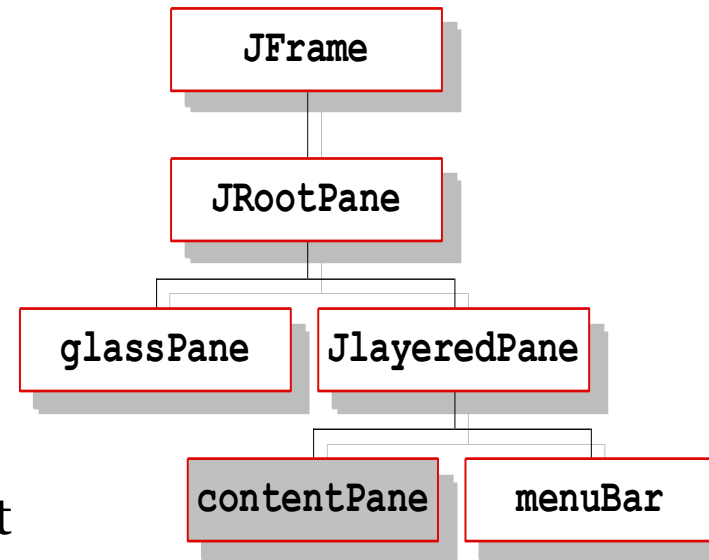 JFrame
JRootPane
glassPane JlayeredPane
contentPane menuBar
t